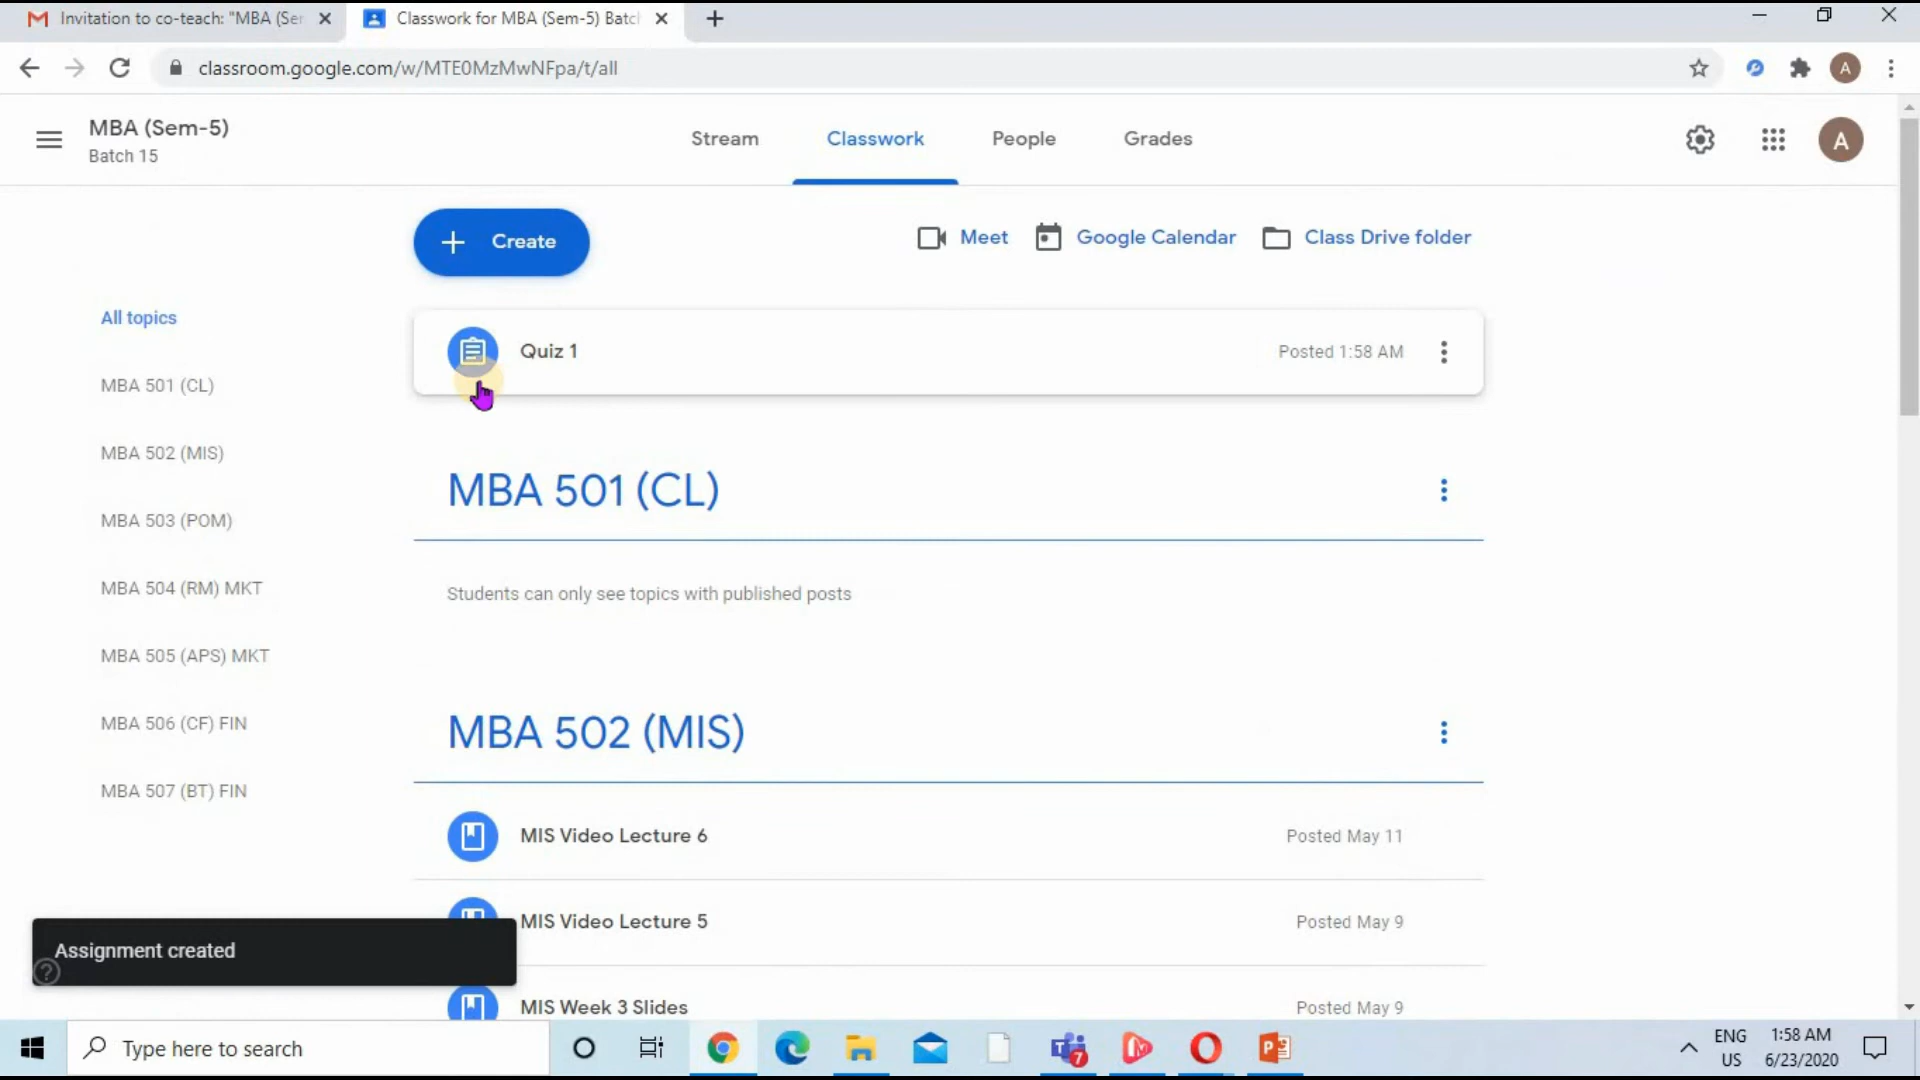 Invitation to co-teach: "MBA (Ser
Classwork for MBA (Sem-5) Batc
classroom.google.com/w/MTE0MzMwNFpa/t/all
A
MBA (Sem-5)
Batch 15
Stream
Classwork
People
Grades
A
Create
Meet
Google Calendar
Class Drive folder
All topics
Quiz 1
Posted 1:58 AM
MBA 501 (CL)
MBA 502 (MIS)
MBA 503 (POM)
MBA 504 (RM) MKT
MBA 505 (APS) MKT
MBA 506 (CF) FIN
MBA 507 (BT) FIN
MBA 501 (CL)
Students can only see topics with published posts
MBA 502 (MIS)
MIS Video Lecture 6
Posted May 11
MIS Video Lecture 5
Posted May 9
MIS Week 3 Slides
Posted May 9
Assignment created
Type here to search
7
ENG
US
1:58 AM
6/23/2020